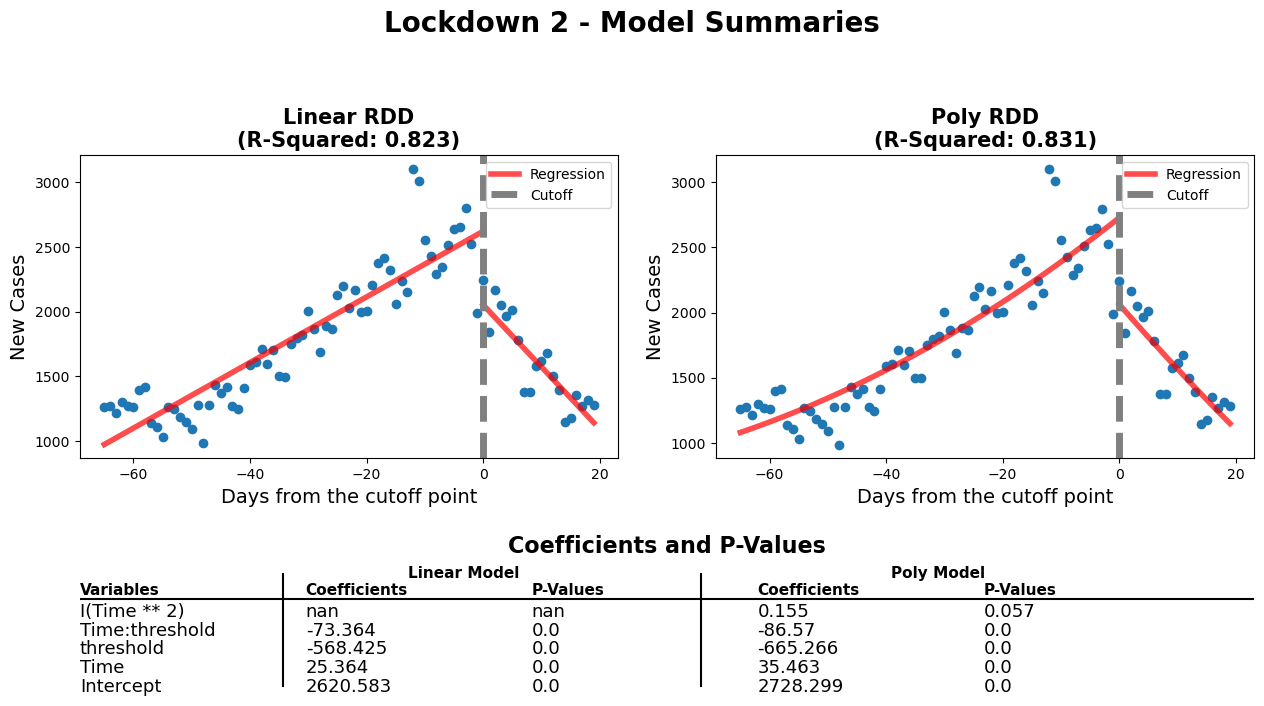 Lockdown 2 - Model Summaries
Linear RDD
(R-Squared: 0.823)
Poly RDD
(R-Squared: 0.831)
New Cases
3000
2500
2000
1500
1000
Regression
Cutoff
−60
−40
−20
0
20
Days from the cutoff point
New Cases
3000
2500
2000
1500
1000
Regression
Cutoff
−60
−40
−20
0
20
Days from the cutoff point
Coefficients and P-Values
Linear Model Poly Model
Variables Coefficients P-Values Coefficients P-Values
I(Time ** 2) nan nan 0.155 0.057
Time:threshold -73.364 0.0 -86.57 0.0
threshold -568.425 0.0 -665.266 0.0
Time 25.364 0.0 35.463 0.0
Intercept 2620.583 0.0 2728.299 0.0